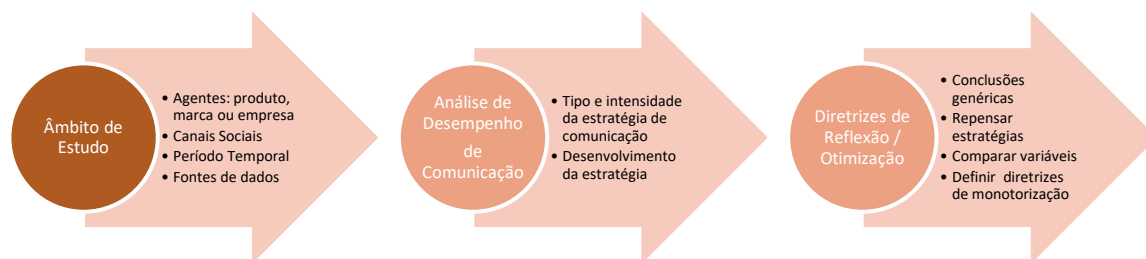 Âmbito de
Estudo
• Agentes: produto,
marca ou empresa
• Canais Sociais
• Período Temporal
• Fontes de dados
Análise de
Desempenho
de
Comunicação
• Tipo e intensidade
da estratégia de
comunicação
• Desenvolvimento
da estratégia
Diretrizes de
Reflexão /
Otimização
• Conclusões
genéricas
• Repensar
estratégias
• Comparar variáveis
• Definir diretrizes
de monotorização